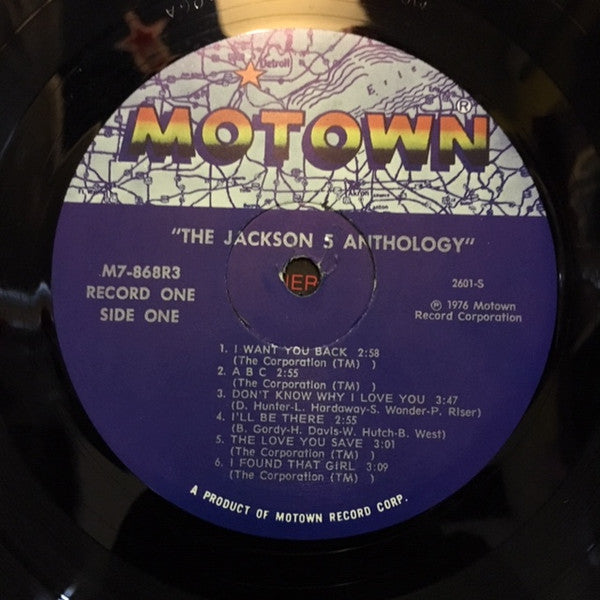 Detroit
Erie
MOTOWN®
"THE JACKSON 5 ANTHOLOGY"
M7-868R3
RECORD ONE
SIDE ONE
2601-S
℗ 1976 Motown
Record Corporation
1. I WANT YOU BACK 2:58
(The Corporation (TM) )
2. A B C 2:55
(The Corporation (TM) )
3. DON'T KNOW WHY I LOVE YOU 3:47
(D. Hunter-L. Hardaway-S. Wonder-P. Riser)
4. I'LL BE THERE 2:55
(B. Gordy-H. Davis-W. Hutch-B. West)
5. THE LOVE YOU SAVE 3:01
(The Corporation (TM) )
6. I FOUND THAT GIRL 3:09
(The Corporation (TM) )
A PRODUCT OF MOTOWN RECORD CORP.